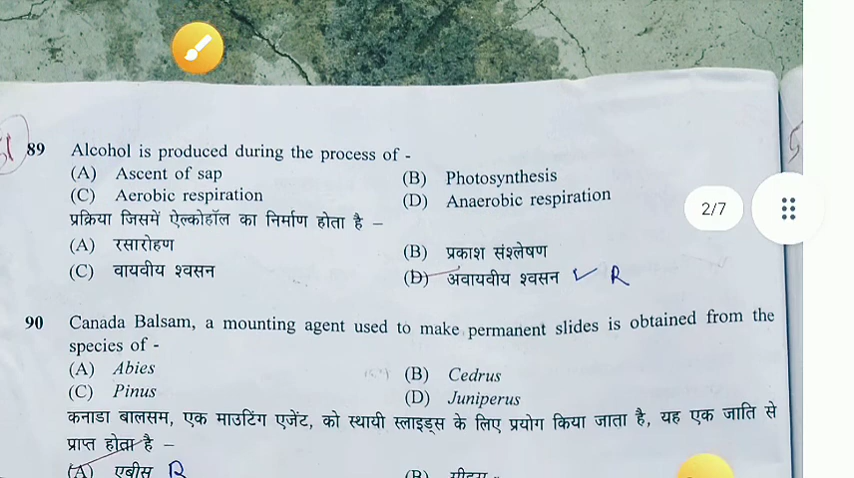 89 Alcohol is produced during the process of -
(A) Ascent of sap (B) Photosynthesis
(C) Aerobic respiration (D) Anaerobic respiration
प्रक्रिया जिसमें ऐल्कोहॉल का निर्माण होता है –
(A) रसारोहण (B) प्रकाश संश्लेषण
(C) वायवीय श्वसन (D) अवायवीय श्वसन R
2/7
90 Canada Balsam, a mounting agent used to make permanent slides is obtained from the
species of -
(A) Abies (B) Cedrus
(C) Pinus (D) Juniperus
कनाडा बालसम, एक माउटिंग एजेंट, को स्थायी स्लाइड्स के लिए प्रयोग किया जाता है, यह एक जाति से
प्राप्त होता है –
(A) एबीस R (B)